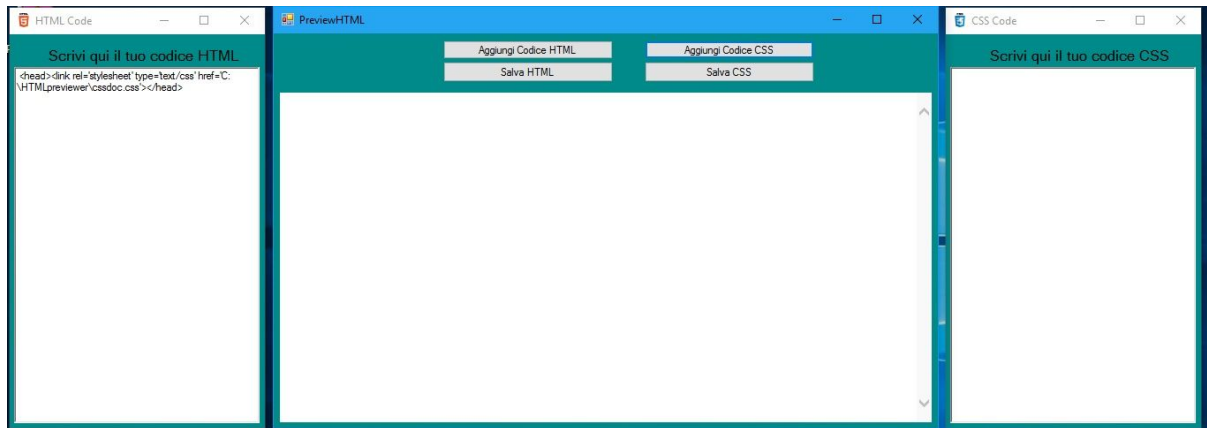 HTML Code
Scrivi qui il tuo codice HTML
<head><link rel='stylesheet' type='text/css' href='C:
\HTMLpreviewer\cssdoc.css'></head>
PreviewHTML
Aggiungi Codice HTML
Aggiungi Codice CSS
Salva HTML
Salva CSS
CSS Code
Scrivi qui il tuo codice CSS